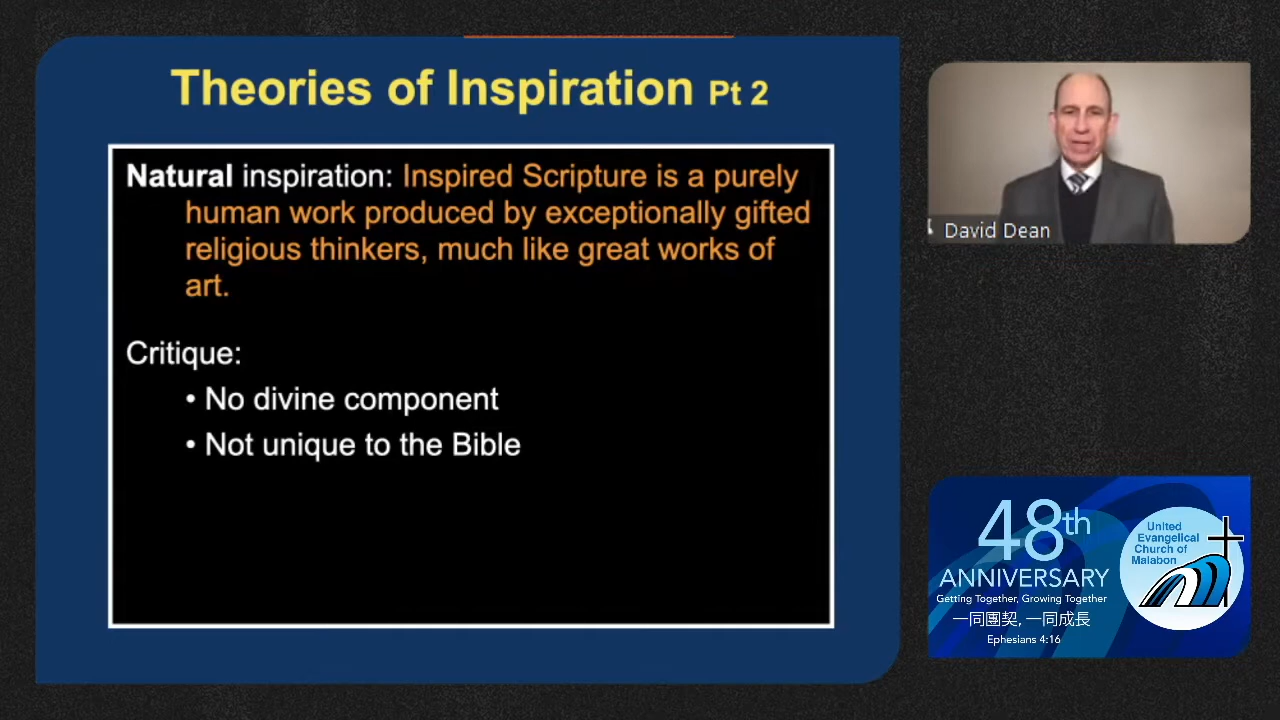 Theories of Inspiration Pt 2
Natural inspiration: Inspired Scripture is a purely
human work produced by exceptionally gifted
religious thinkers, much like great works of
art.
Critique:
• No divine component
• Not unique to the Bible
David Dean
48th
ANNIVERSARY
Getting Together, Growing Together
一同團契, 一同成長
Ephesians 4:16
United
Evangelical
Church of
Malabon